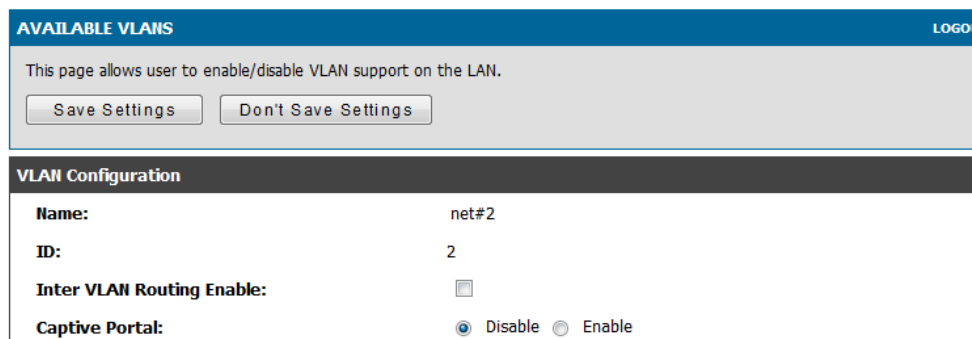 AVAILABLE VLANS LOGO
This page allows user to enable/disable VLAN support on the LAN.
Save Settings Don't Save Settings
VLAN Configuration
Name: net#2
ID: 2
Inter VLAN Routing Enable:
Captive Portal: Disable Enable